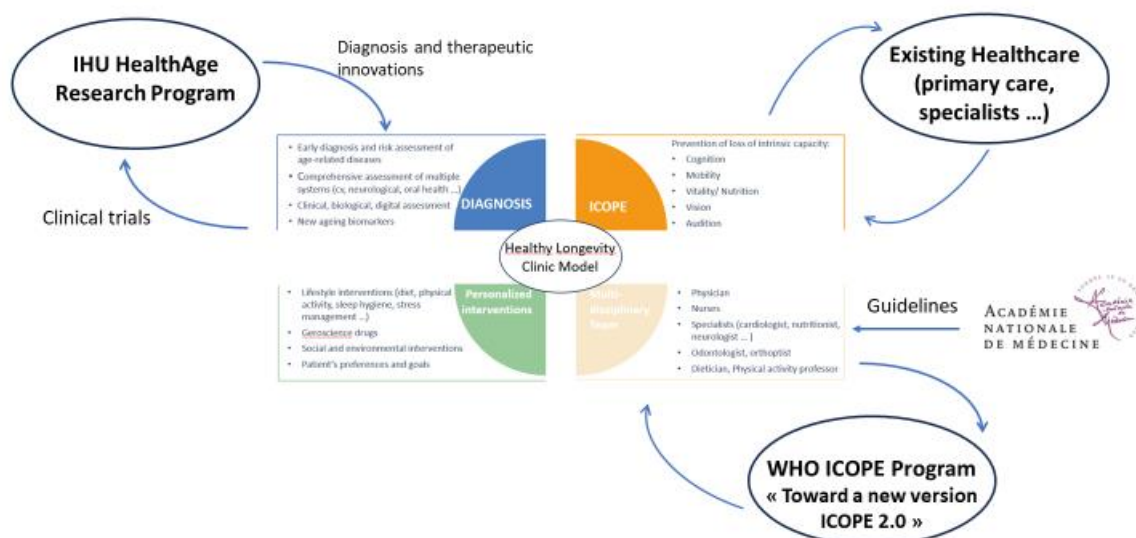 IHU HealthAge
Research Program
Diagnosis and therapeutic
innovations
Existing Healthcare
(primary care,
specialists ...)
Clinical trials
• Early diagnosis and risk assessment of
age-related diseases
• Comprehensive assessment of multiple
systems (cv, neurological, oral health ...)
• Clinical, biological, digital assessment
• New ageing biomarkers
DIAGNOSIS
ICOPE
Prevention of loss of intrinsic capacity:
• Cognition
• Mobility
• Vitality/ Nutrition
• Vision
• Audition
Healthy Longevity
Clinic Model
• Lifestyle interventions (diet, physical
activity, sleep hygiene, stress
management ...)
• Geroscience drugs
• Social and environmental interventions
• Patient's preferences and goals
Personalized
interventions
Multi-
disciplinary
Team
• Physician
• Nurses
• Specialists (cardiologist, nutritionist,
neurologist ... )
• Odontologist, orthoptist
• Dietician, Physical activity professor
Guidelines
ACADÉMIE
NATIONALE
DE MÉDECINE
WHO ICOPE Program
« Toward a new version
ICOPE 2.0 »